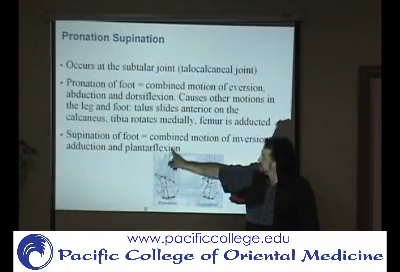 Pronation Supination
• Occurs at the subtalar joint (talocalcaneal joint)
• Pronation of foot = combined motion of eversion,
abduction and dorsiflexion. Causes other motions in
the leg and foot: talus slides anterior on the
calcaneus, tibia rotates medially, femur is adducted
• Supination of foot = combined motion of inversion
adduction and plantarflexion
www.pacificcollege.edu
Pacific College of Oriental Medicine